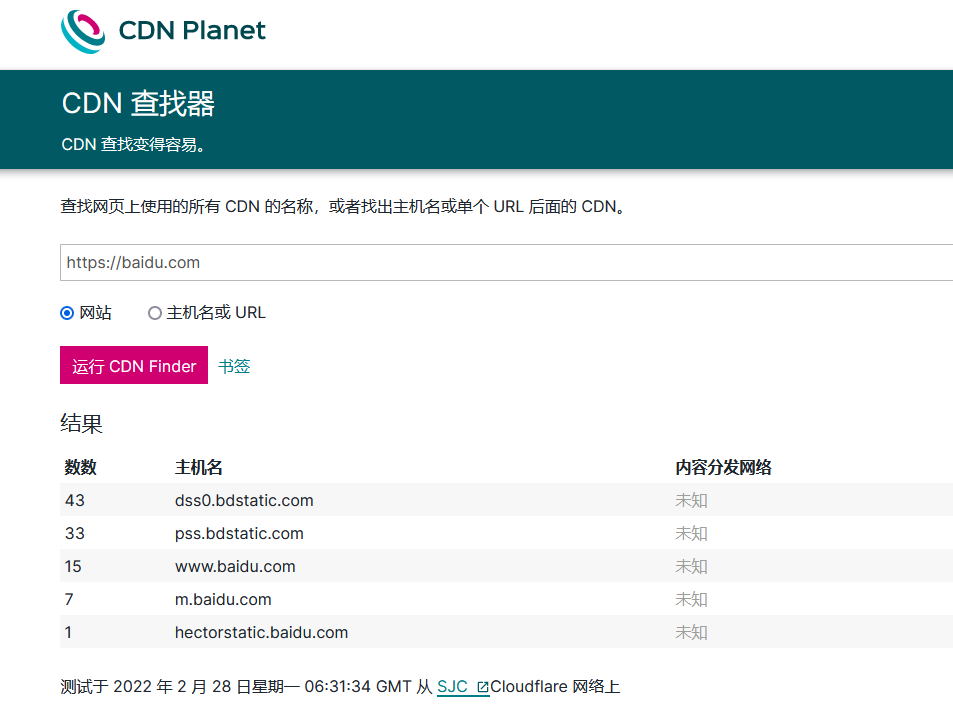 CDN Planet
CDN 查找器
CDN 查找变得容易。
查找网页上使用的所有 CDN 的名称，或者找出主机名或单个 URL 后面的 CDN。
https://baidu.com
网站 主机名或 URL
运行 CDN Finder 书签
结果
数数 主机名 内容分发网络
43 dss0.bdstatic.com 未知
33 pss.bdstatic.com 未知
15 www.baidu.com 未知
7 m.baidu.com 未知
1 hectorstatic.baidu.com 未知
测试于 2022 年 2 月 28 日星期一 06:31:34 GMT 从 SJC Cloudflare 网络上